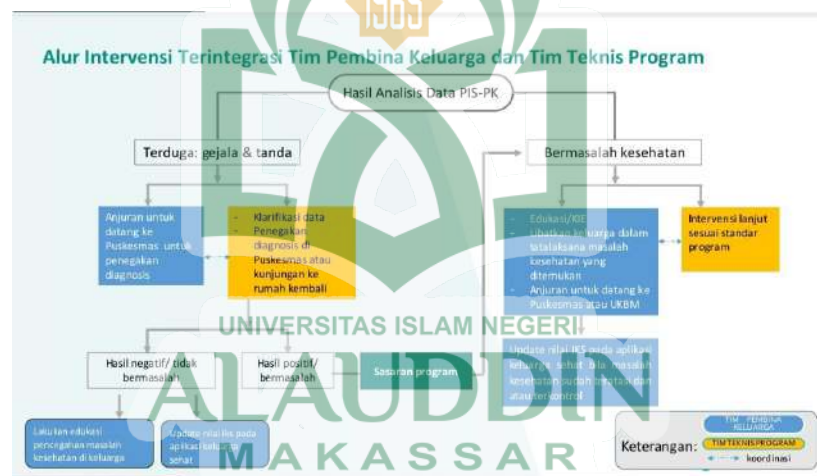 1965
Alur Intervensi Terintegrasi Tim Pembina Keluarga dan Tim Teknis Program
Hasil Analisis Data PIS-PK
Terduga: gejala & tanda
Bermasalah kesehatan
Anjuran untuk
datang ke
Puskesmas untuk
penegakan
diagnosis
- Klarifikasi data
- Penegakan
diagnosis di
Puskesmas atau
kunjungan ke
rumah kembali
- Edukasi/KIE
- Libatkan keluarga dalam
tatalaksana masalah
kesehatan yang
ditemukan
- Anjuran untuk datang ke
Puskesmas atau UKBM
Intervensi lanjut
sesuai standar
program
UNIVERSITAS ISLAM NEGERI
Hasil negatif/ tidak
bermasalah
Hasil positif/
bermasalah
Sasaran program
Update nilai IKS pada aplikasi
keluarga sehat bila masalah
kesehatan sudah teratasi dan
atau terkontrol
ALAUDDIN
Lakukan edukasi
pencegahan masalah
kesehatan di keluarga
Update nilai iks pada
aplikasi keluarga
sehat
MAKASSAR
Keterangan:
TIM PEMBINA
KELUARGA
TIM TEKNIS PROGRAM
koordinasi